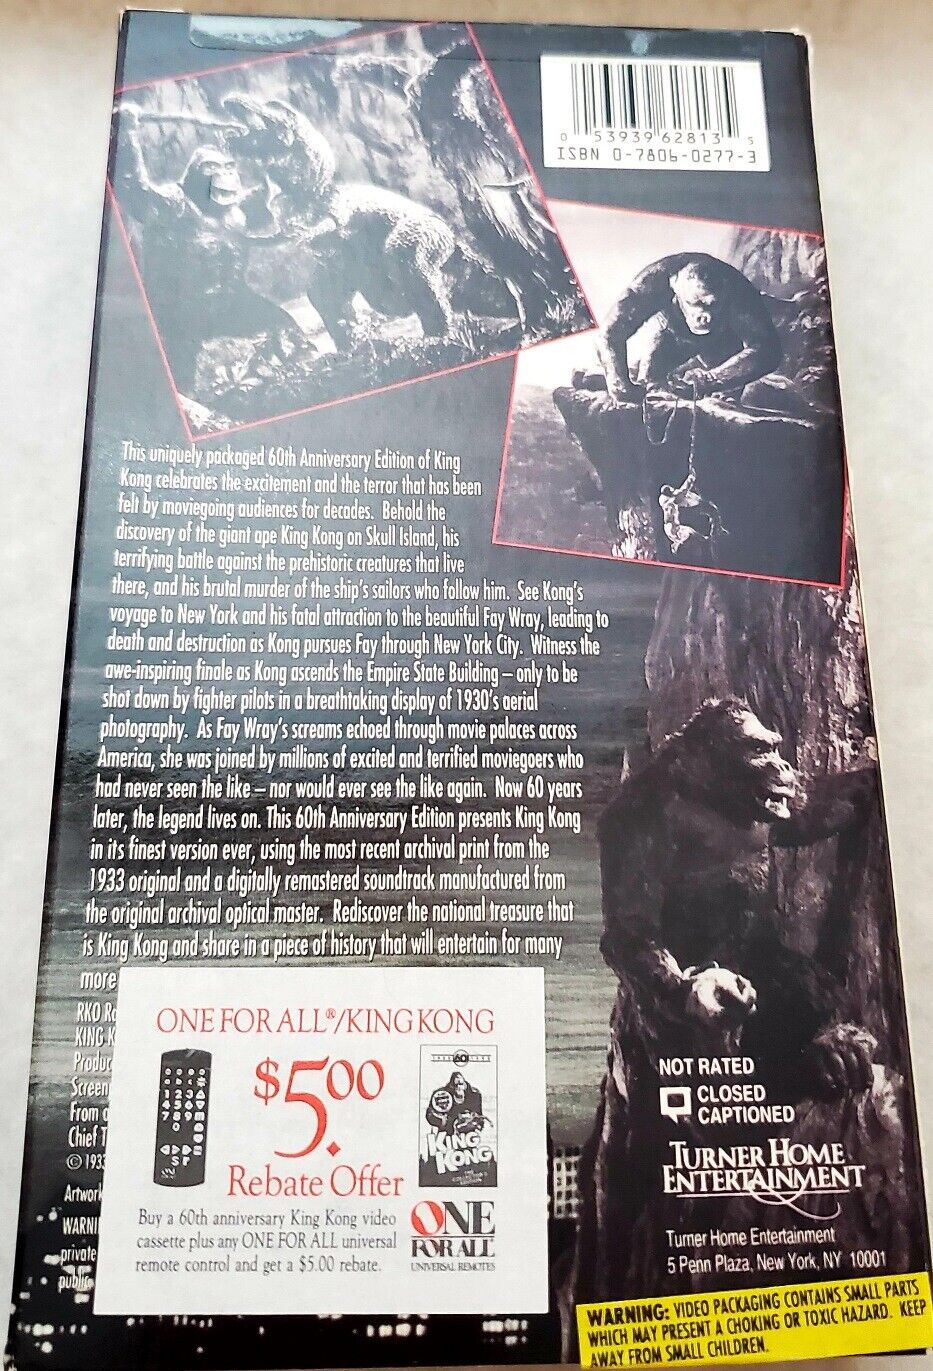 0 53939 62813 5
ISBN 0-7806-0277-3
This uniquely packaged 60th Anniversary Edition of King
Kong celebrates the excitement and the terror that has been
felt by moviegoing audiences for decades. Behold the
discovery of the giant ape King Kong on Skull Island, his
terrifying battle against the prehistoric creatures that live
there, and his brutal murder of the ship's sailors who follow him. See Kong's
voyage to New York and his fatal attraction to the beautiful Fay Wray, leading to
death and destruction as Kong pursues Fay through New York City. Witness the
awe-inspiring finale as Kong ascends the Empire State Building – only to be
shot down by fighter pilots in a breathtaking display of 1930's aerial
photography. As Fay Wray's screams echoed through movie palaces across
America, she was joined by millions of excited and terrified moviegoers who
had never seen the like – nor would ever see the like again. Now 60 years
later, the legend lives on. This 60th Anniversary Edition presents King Kong
in its finest version ever, using the most recent archival print from the
1933 original and a digitally remastered soundtrack manufactured from
the original archival optical master. Rediscover the national treasure that
is King Kong and share in a piece of history that will entertain for many
more
RKO
KING
Produc
Screen
From
Chief
© 193
Artwork
WARNI
private
public
ONE FOR ALL®/KING KONG
$5.00
Rebate Offer
Buy a 60th anniversary King Kong video
cassette plus any ONE FOR ALL universal
remote control and get a $5.00 rebate.
60
KING
KONG
ONE
FOR ALL
UNIVERSAL REMOTES
NOT RATED
CLOSED
CAPTIONED
TURNER HOME
ENTERTAINMENT
Turner Home Entertainment
5 Penn Plaza, New York, NY 10001
WARNING: VIDEO PACKAGING CONTAINS SMALL PARTS
WHICH MAY PRESENT A CHOKING OR TOXIC HAZARD. KEEP
AWAY FROM SMALL CHILDREN.